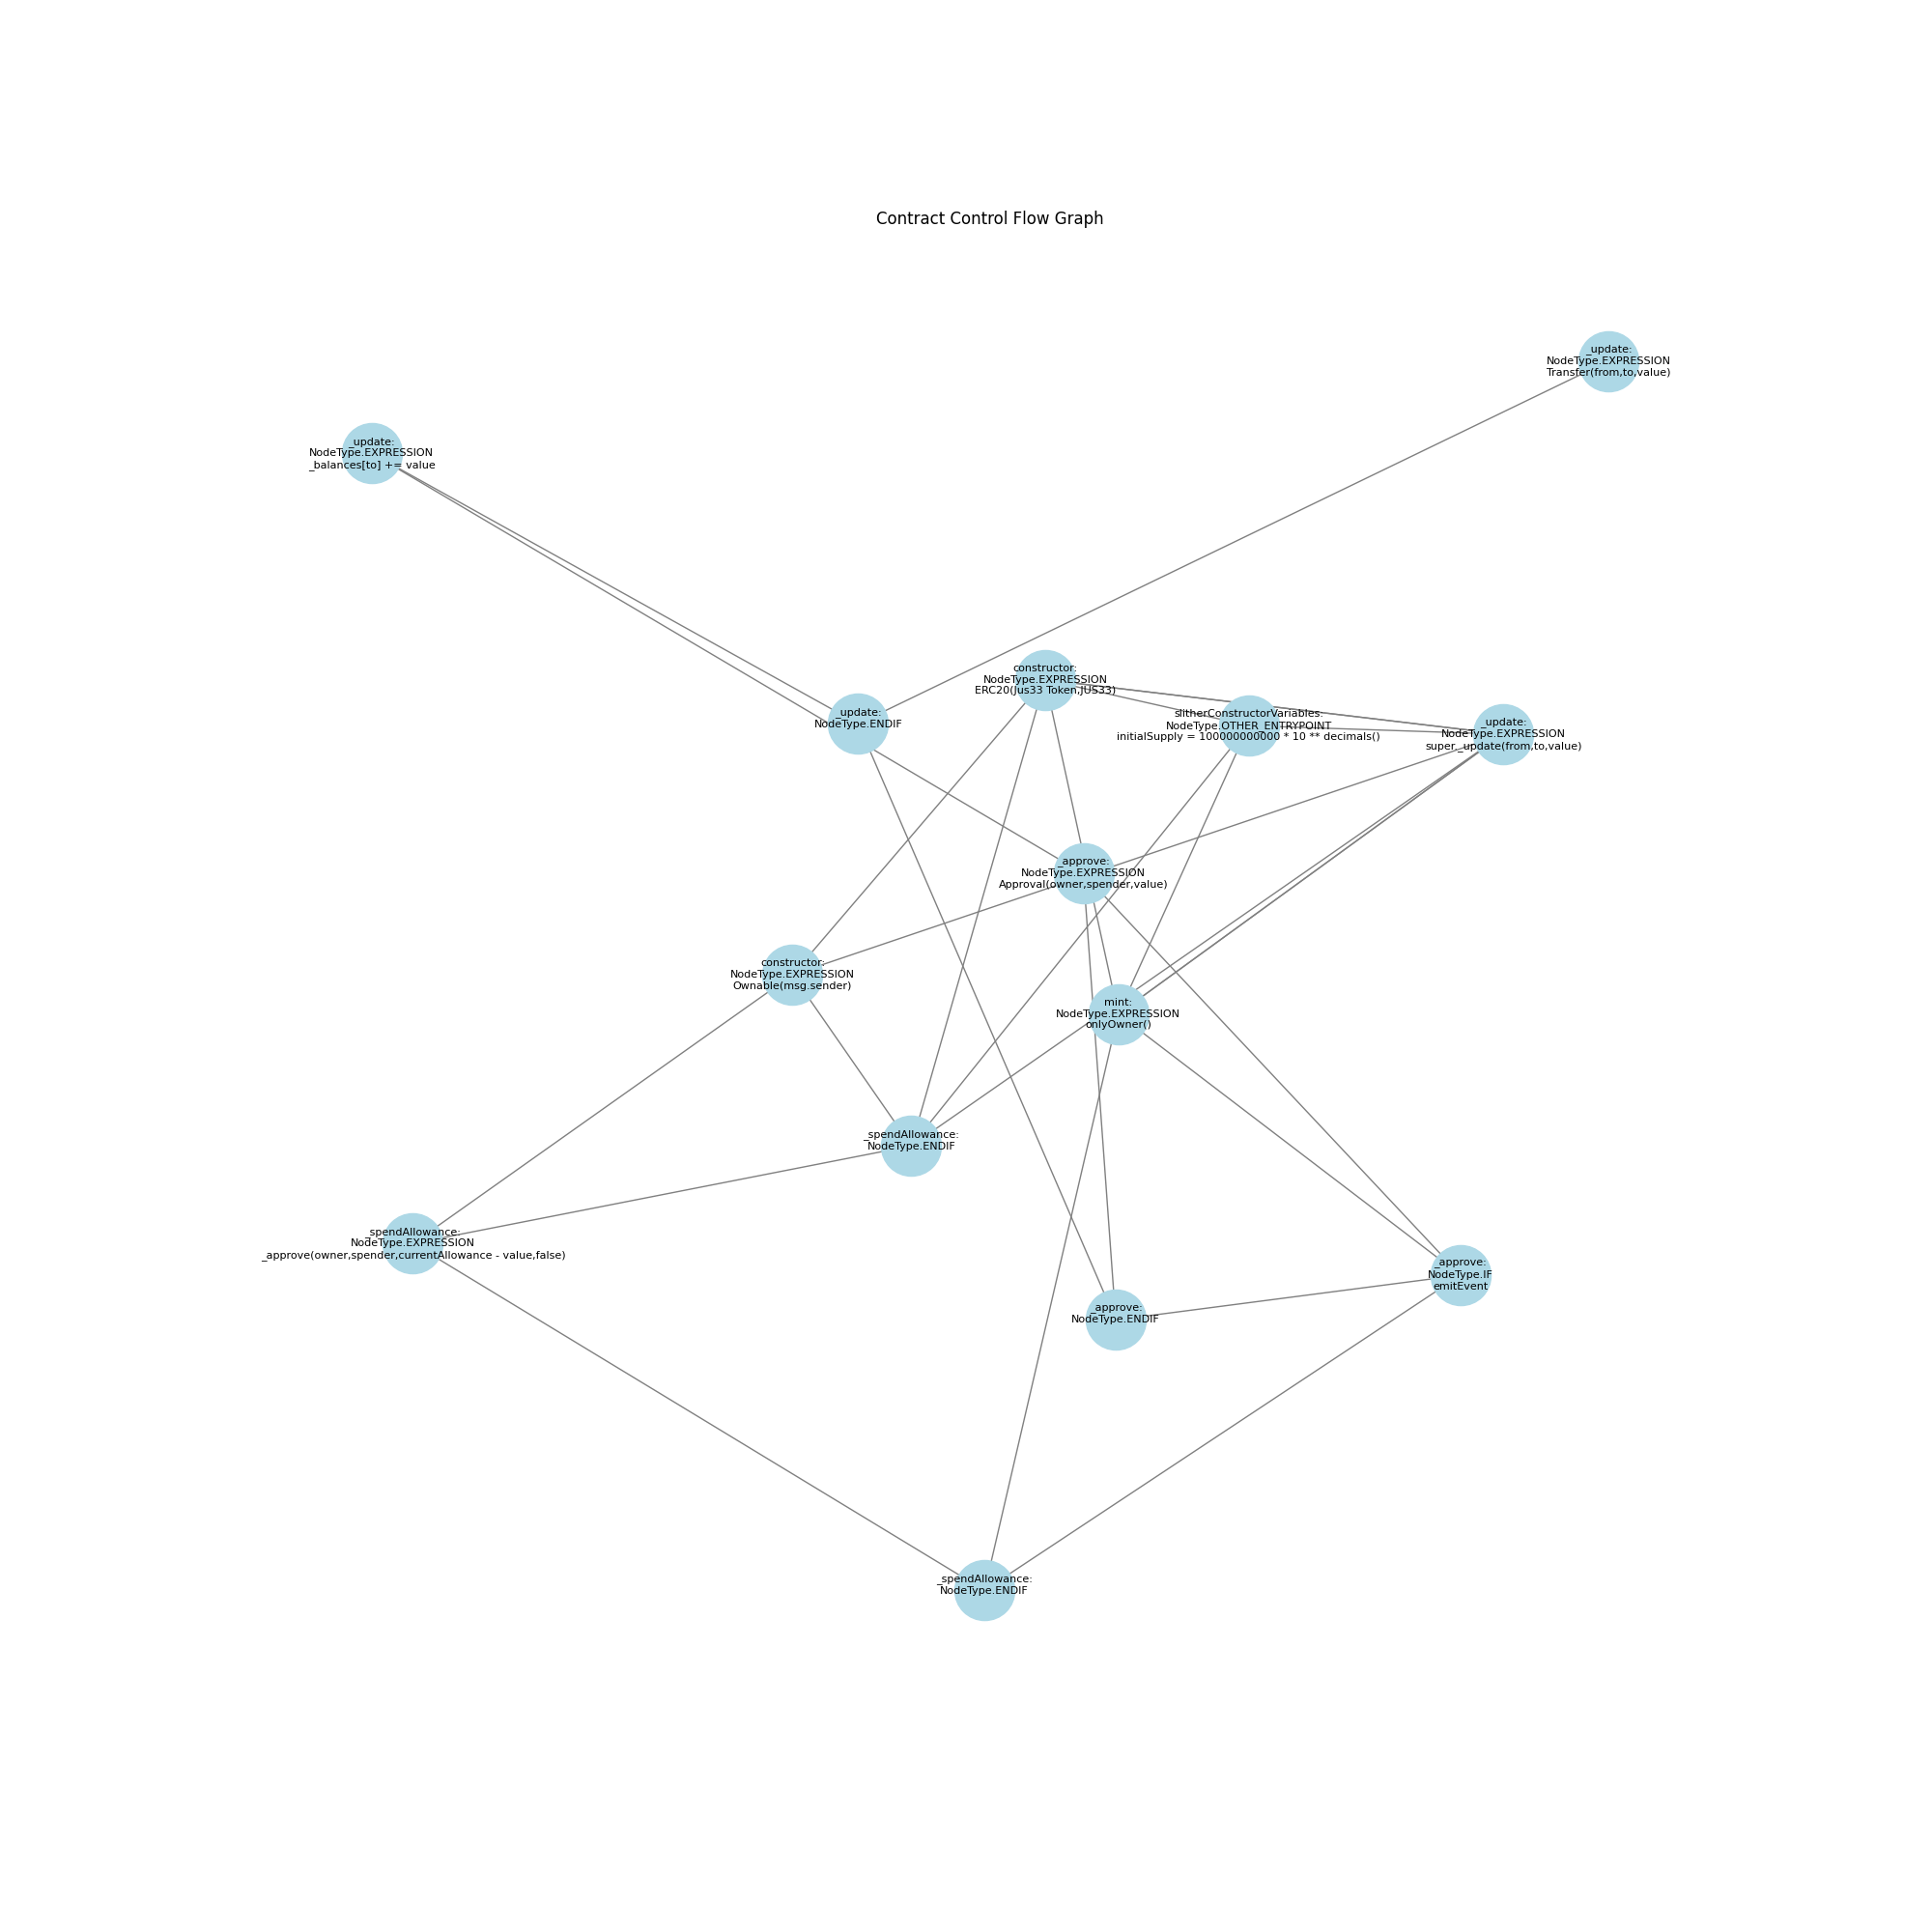 Contract Control Flow Graph
_update:
NodeType.EXPRESSION
Transfer(from,to,value)
_update:
NodeType.EXPRESSION
_balances[to] += value
constructor:
NodeType.EXPRESSION
ERC20(Jus33 Token,JUS33)
_update:
NodeType.ENDIF
slitherConstructorVariables:
NodeType.OTHER_ENTRYPOINT
initialSupply = 100000000000 * 10 ** decimals()
_update:
NodeType.EXPRESSION
super._update(from,to,value)
_approve:
NodeType.EXPRESSION
Approval(owner,spender,value)
constructor:
NodeType.EXPRESSION
Ownable(msg.sender)
mint:
NodeType.EXPRESSION
onlyOwner()
_spendAllowance:
NodeType.ENDIF
_spendAllowance:
NodeType.EXPRESSION
_approve(owner,spender,currentAllowance - value,false)
_approve:
NodeType.IF
emitEvent
_approve:
NodeType.ENDIF
_spendAllowance:
NodeType.ENDIF